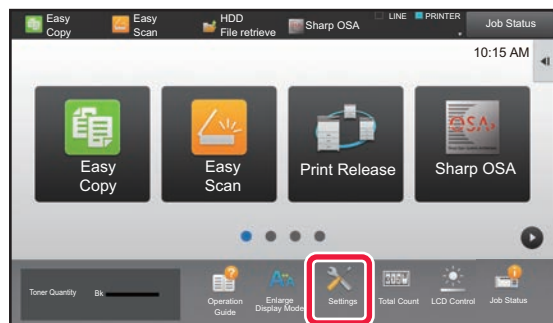 Easy
Copy
Easy
Scan
HDD
File retrieve
Sharp OSA
LINE
PRINTER
Job Status
10:15 AM
Easy
Copy
Easy
Scan
Print Release
OSA
Sharp OSA
Toner Quantity
Bk
Operation
Guide
Enlarge
Display Mode
Settings
Total Count
LCD Control
Job Status